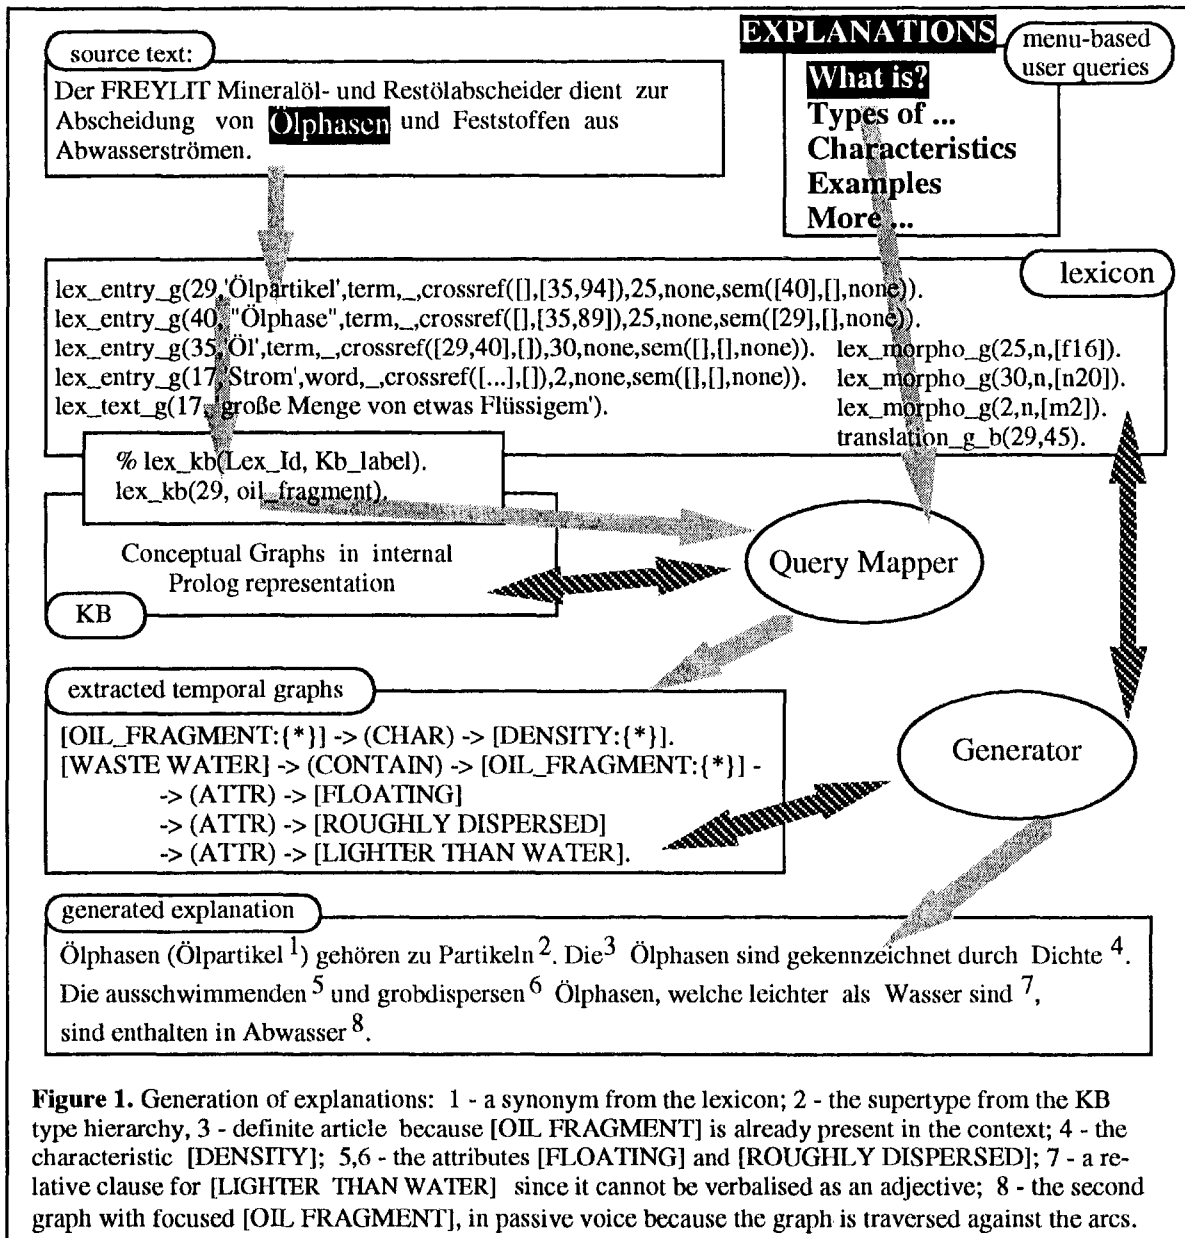 source text:
Der FREYLIT Mineralöl- und Restölabscheider dient zur
Abscheidung von Ölphasen und Feststoffen aus
Abwasserströmen.
EXPLANATIONS
menu-based
user queries
What is?
Types of ...
Characteristics
Examples
More ...
lexicon
lex_entry_g(29,'Ölpartikel',term,_,crossref([],[35,94]),25,none,sem([40],[],none)).
lex_entry_g(40, "Ölphase",term,_,crossref([],[35,89]),25,none,sem([29],[],none)).
lex_entry_g(35,'Öl',term,_,crossref([29,40],[]),30,none,sem([],[],none)).
lex_entry_g(17,'Strom',word,_,crossref([...],[]),2,none,sem([],[],none)).
lex_text_g(17, 'große Menge von etwas Flüssigem').
lex_morpho_g(25,n,[f16]).
lex_morpho_g(30,n,[n20]).
lex_morpho_g(2,n,[m2]).
translation_g_b(29,45).
% lex_kb(Lex_Id, Kb_label).
lex_kb(29, oil_fragment).
Conceptual Graphs in internal
Prolog representation
KB
Query Mapper
extracted temporal graphs
[OIL_FRAGMENT:{*}] -> (CHAR) -> [DENSITY:{*}].
[WASTE WATER] -> (CONTAIN) -> [OIL_FRAGMENT:{*}] -
-> (ATTR) -> [FLOATING]
-> (ATTR) -> [ROUGHLY DISPERSED]
-> (ATTR) -> [LIGHTER THAN WATER].
Generator
generated explanation
Ölphasen (Ölpartikel 1) gehören zu Partikeln 2. Die3 Ölphasen sind gekennzeichnet durch Dichte 4.
Die ausschwimmenden 5 und grobdispersen 6 Ölphasen, welche leichter als Wasser sind 7,
sind enthalten in Abwasser 8.
Figure 1. Generation of explanations: 1 - a synonym from the lexicon; 2 - the supertype from the KB
type hierarchy, 3 - definite article because [OIL FRAGMENT] is already present in the context; 4 - the
characteristic [DENSITY]; 5,6 - the attributes [FLOATING] and [ROUGHLY DISPERSED]; 7 - a re-
lative clause for [LIGHTER THAN WATER] since it cannot be verbalised as an adjective; 8 - the second
graph with focused [OIL FRAGMENT], in passive voice because the graph is traversed against the arcs.